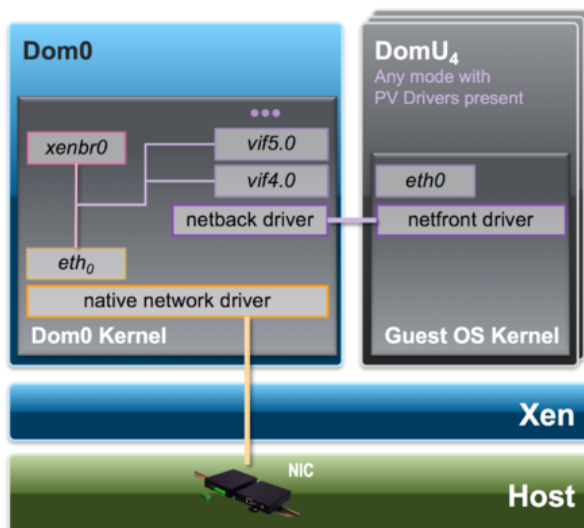 Dom0
xenbr0
•••
vif5.0
vif4.0
netback driver
eth₀
native network driver
Dom0 Kernel
DomU₄
Any mode with
PV Drivers present
eth0
netfront driver
Guest OS Kernel
Xen
NIC
Host